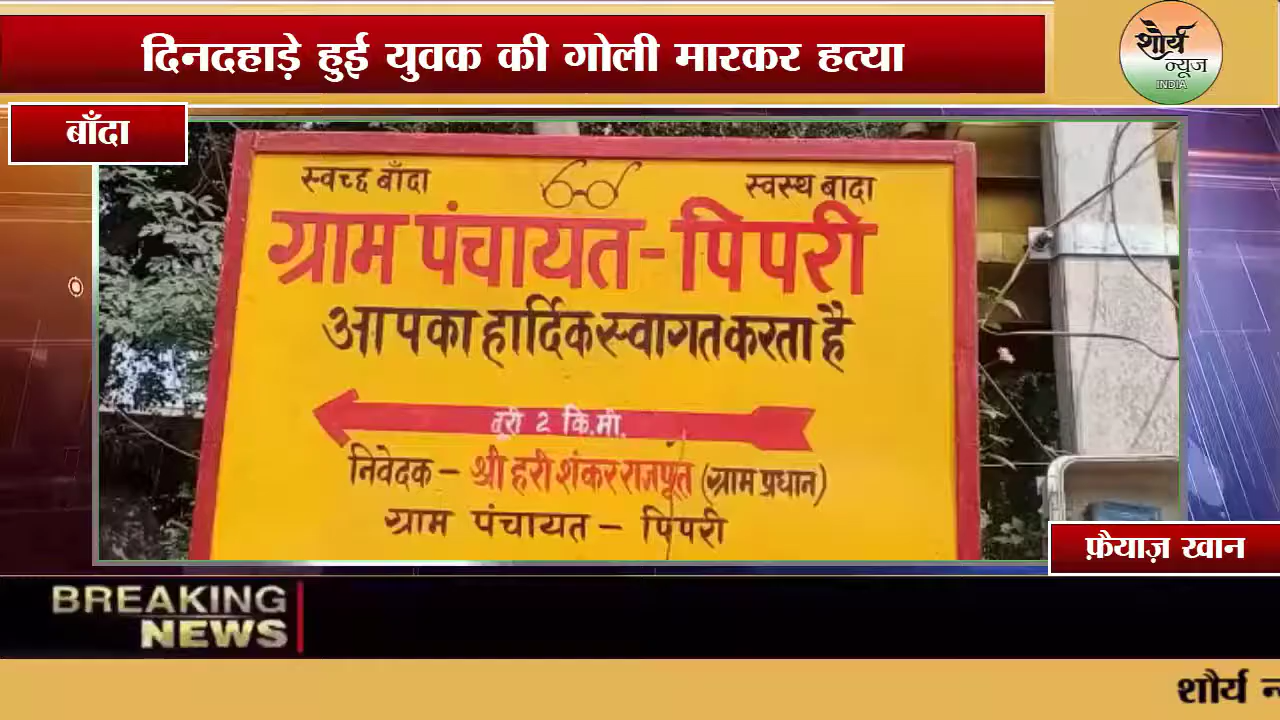 दिनदहाड़े हुई युवक की गोली मारकर हत्या
शौर्य
न्यूज
INDIA
बाँदा
स्वच्छ बाँदा
स्वस्थ बादा
ग्राम पंचायत - पिपरी
आपका हार्दिक स्वागत करता है
दूरी 2 कि.मी.
निवेदक - श्री हरी शंकर राजपूत (ग्राम प्रधान)
ग्राम पंचायत - पिपरी
फ़ैयाज़ खान
BREAKING
NEWS
शौर्य